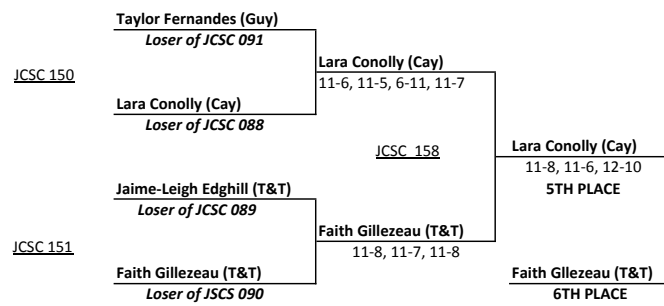 Taylor Fernandes (Guy)
Loser of JCSC 091
JCSC 150
Lara Conolly (Cay)
11-6, 11-5, 6-11, 11-7
Lara Conolly (Cay)
Loser of JCSC 088
JCSC 158
Lara Conolly (Cay)
11-8, 11-6, 12-10
5TH PLACE
Jaime-Leigh Edghill (T&T)
Loser of JCSC 089
JCSC 151
Faith Gillezeau (T&T)
11-8, 11-7, 11-8
Faith Gillezeau (T&T)
Loser of JSCS 090
Faith Gllezeau (T&T)
6TH PLACE